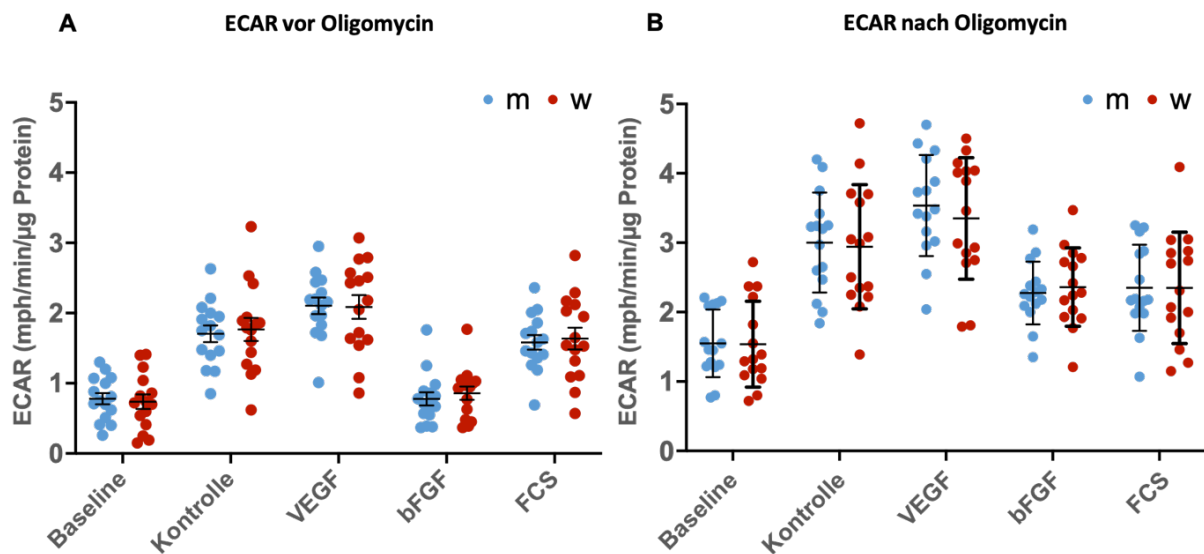 A ECAR vor Oligomycin
m w
ECAR (mph/min/µg Protein)
5
4
3
2
1
0
Baseline
Kontrolle
VEGF
bFGF
FCS
B ECAR nach Oligomycin
m w
ECAR (mph/min/µg Protein)
5
4
3
2
1
0
Baseline
Kontrolle
VEGF
bFGF
FCS